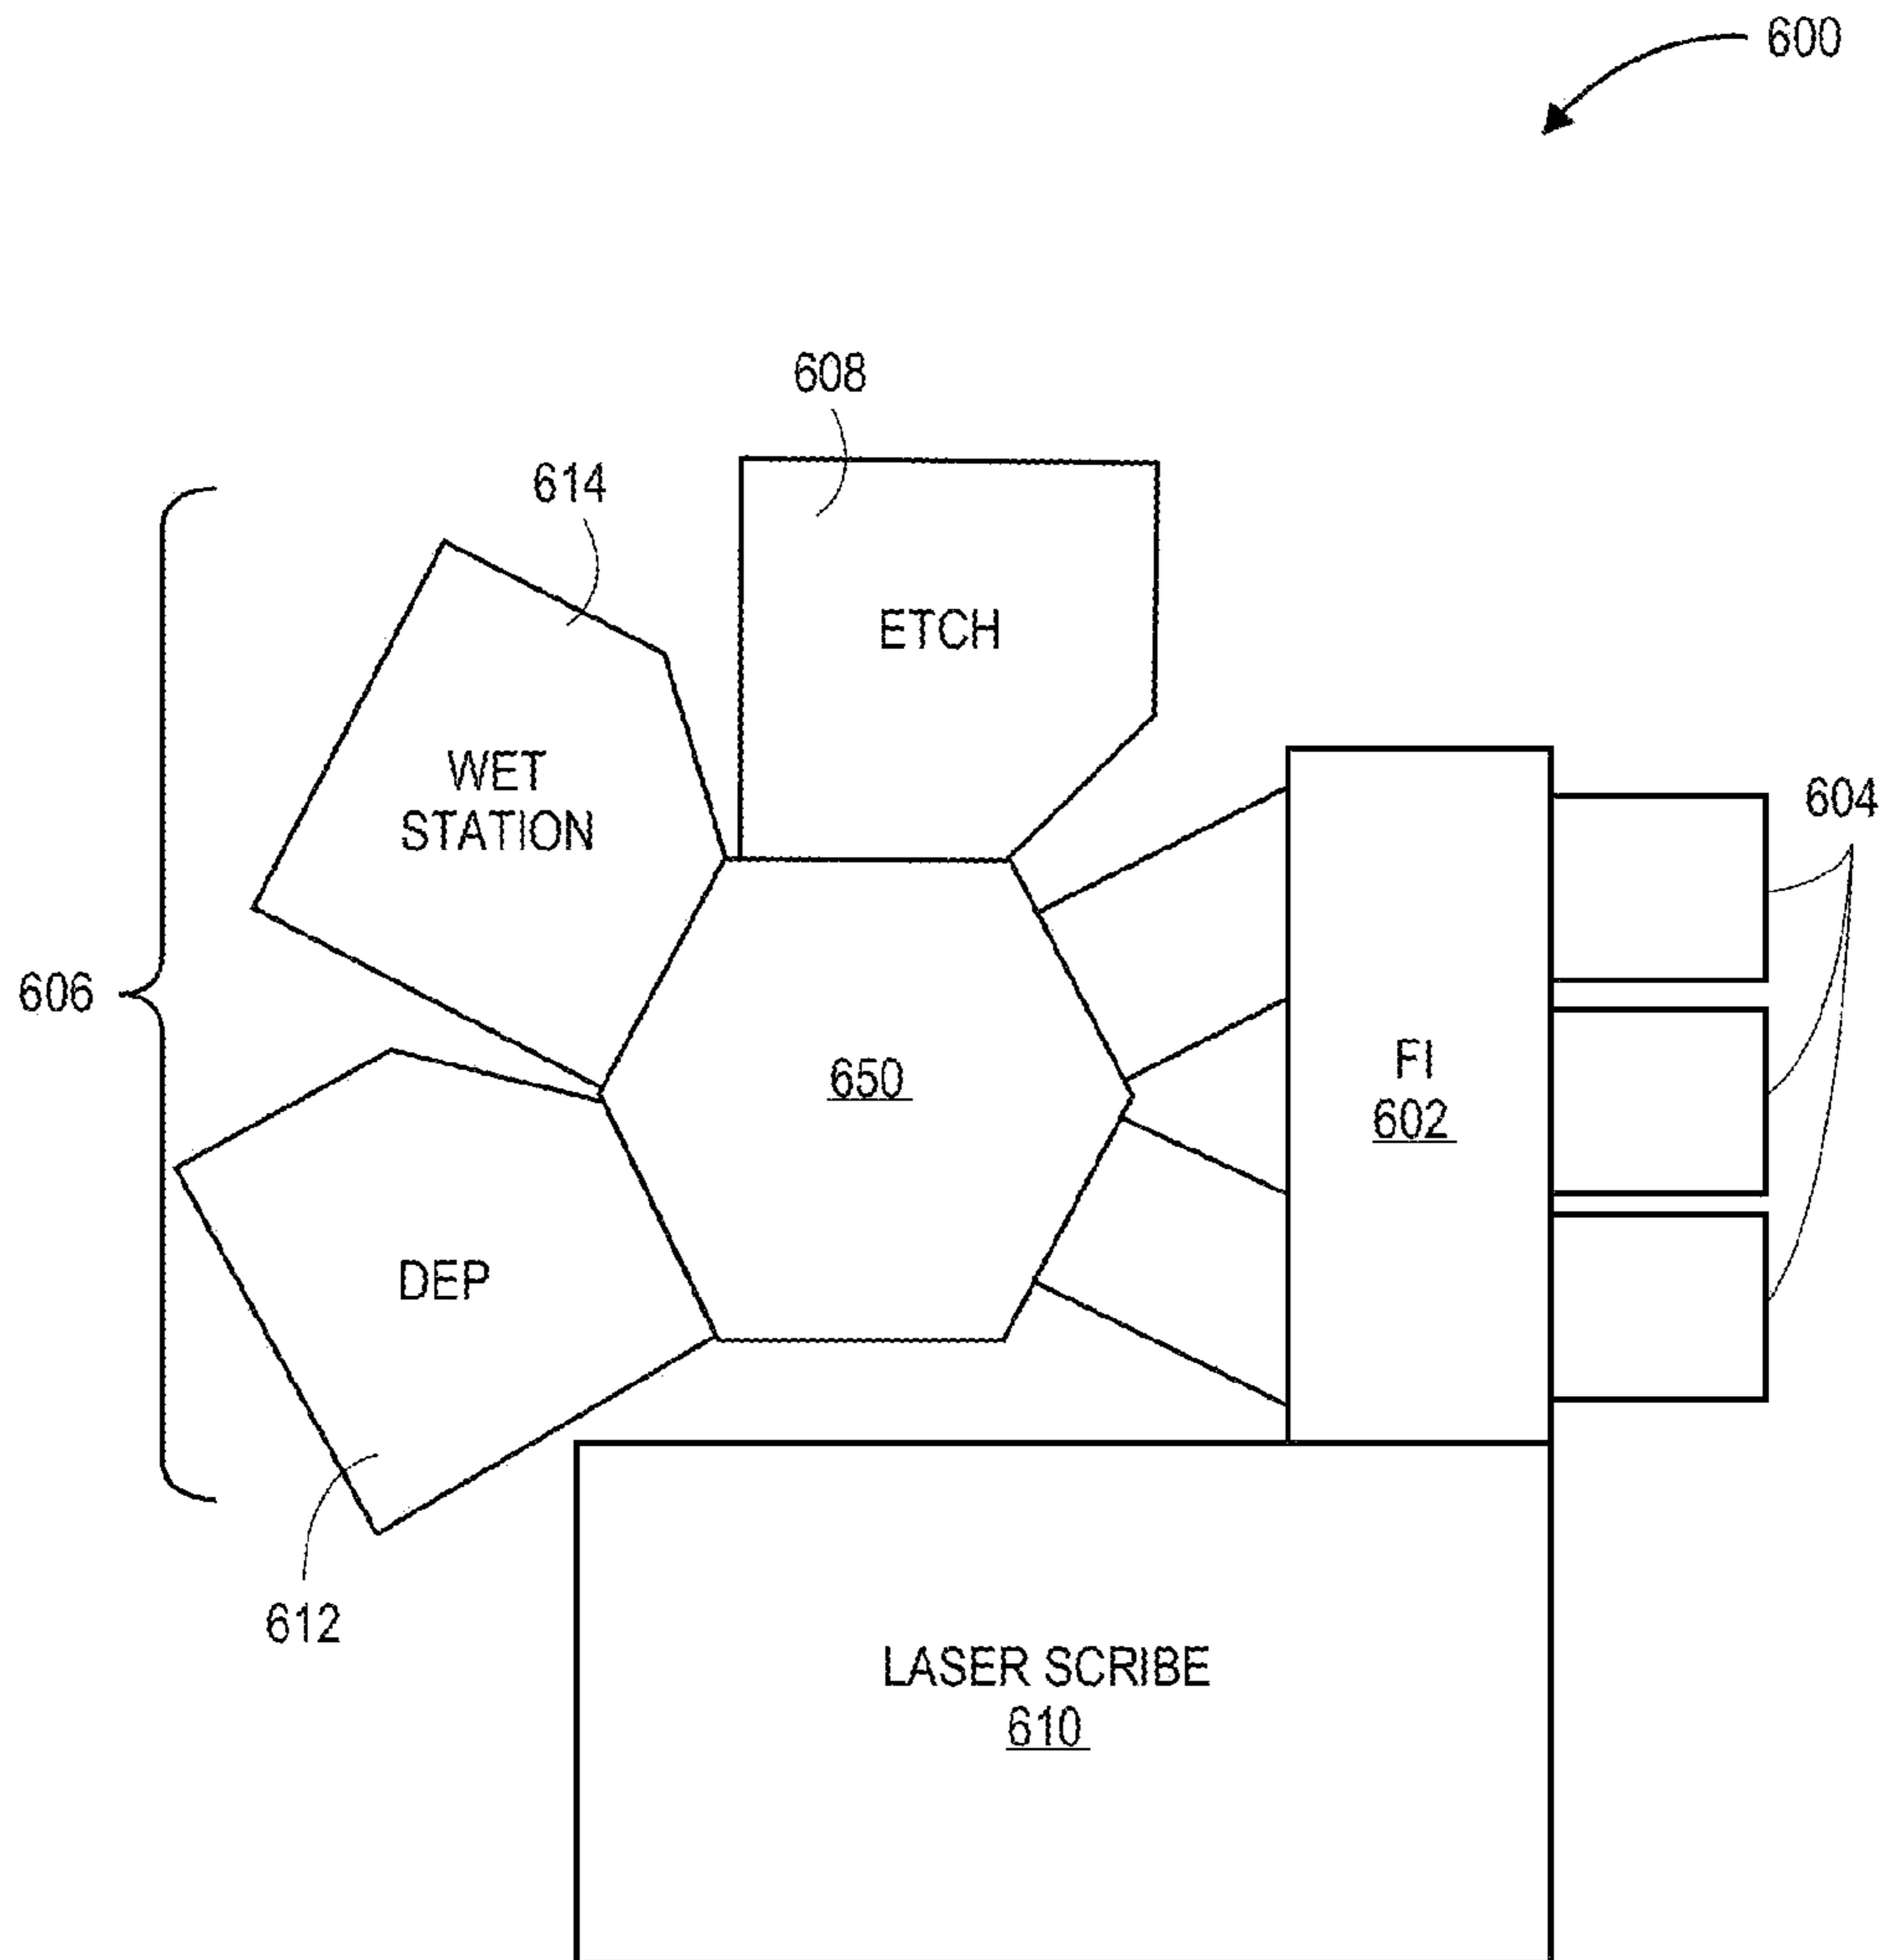 600
608
614
ETCH
WET
STATION
604
606
650
FI
602
DEP
612
LASER SCRIBE
610